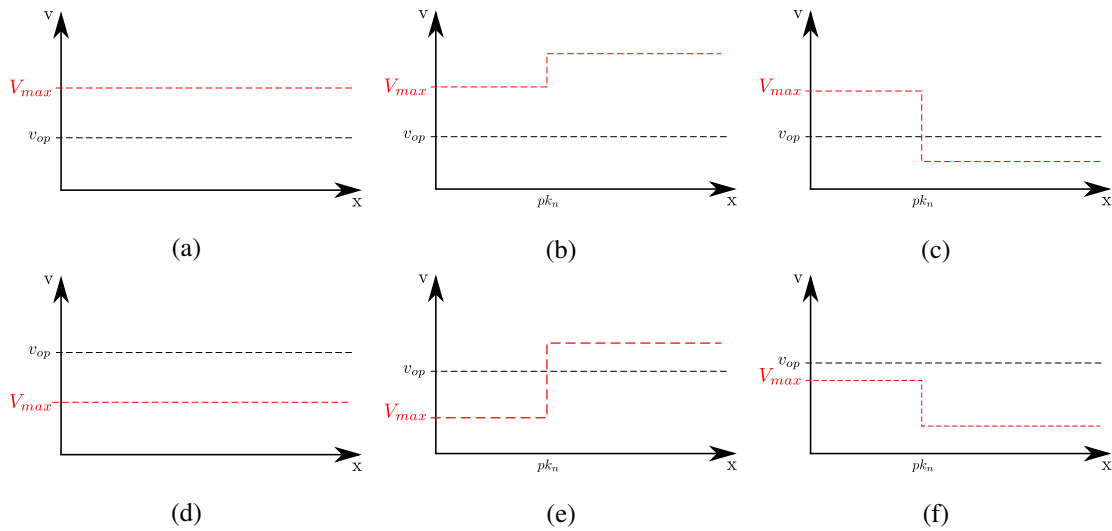 v
V_max
v_op
x
(a)
v
V_max
v_op
pk_n
x
(b)
v
V_max
v_op
pk_n
x
(c)
v
v_op
V_max
x
(d)
v
v_op
V_max
pk_n
x
(e)
v
v_op
V_max
pk_n
x
(f)